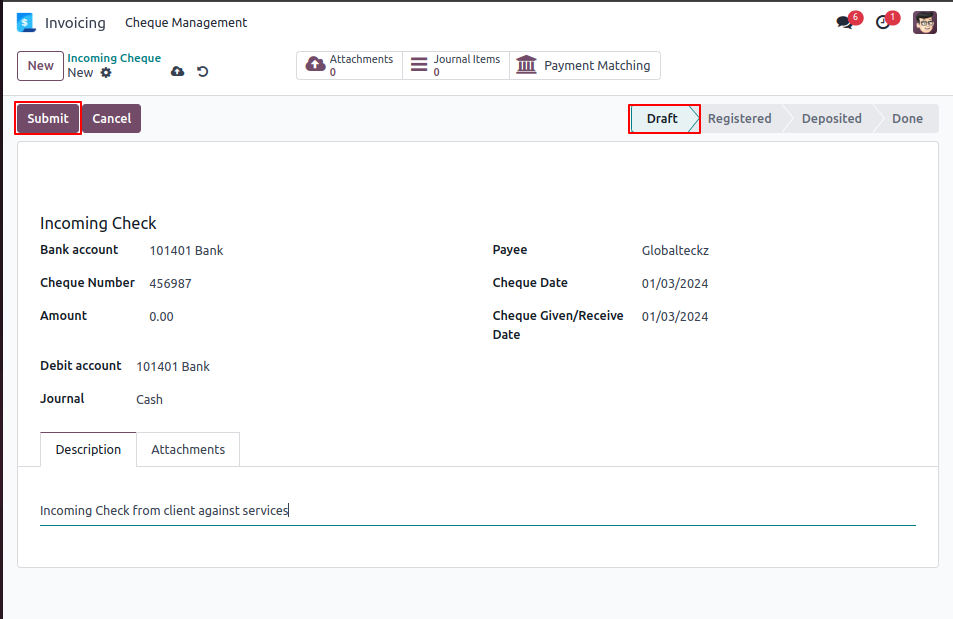 Invoicing Cheque Management 6 1
New Incoming Cheque Attachments Journal Items Payment Matching
New 0 0
Submit Cancel Draft Registered Deposited Done
Incoming Check
Bank account 101401 Bank Payee Globalteckz
Cheque Number 456987 Cheque Date 01/03/2024
Amount 0.00 Cheque Given/Receive 01/03/2024
Date
Debit account 101401 Bank
Journal Cash
Description Attachments
Incoming Check from client against services